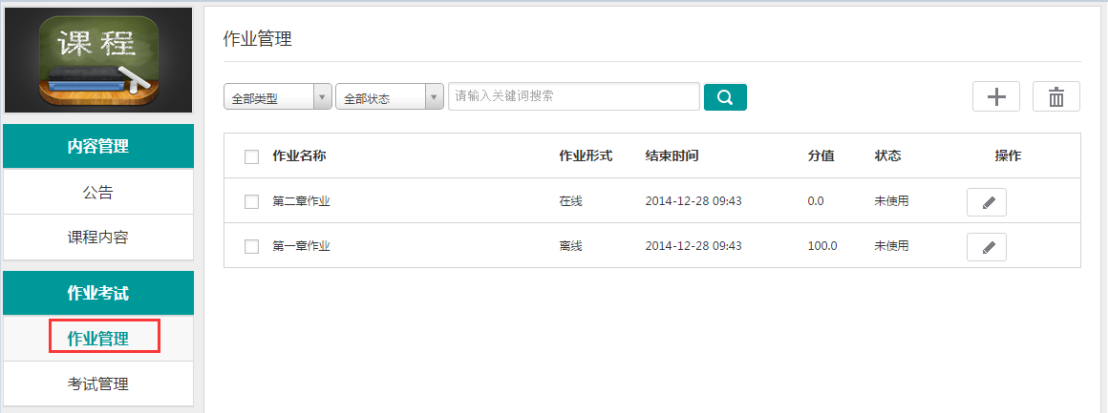 课程
内容管理
公告
课程内容
作业考试
作业管理
考试管理
作业管理
全部类型 全部状态 请输入关键词搜索
作业名称 作业形式 结束时间 分值 状态 操作
第二章作业 在线 2014-12-28 09:43 0.0 未使用
第一章作业 离线 2014-12-28 09:43 100.0 未使用